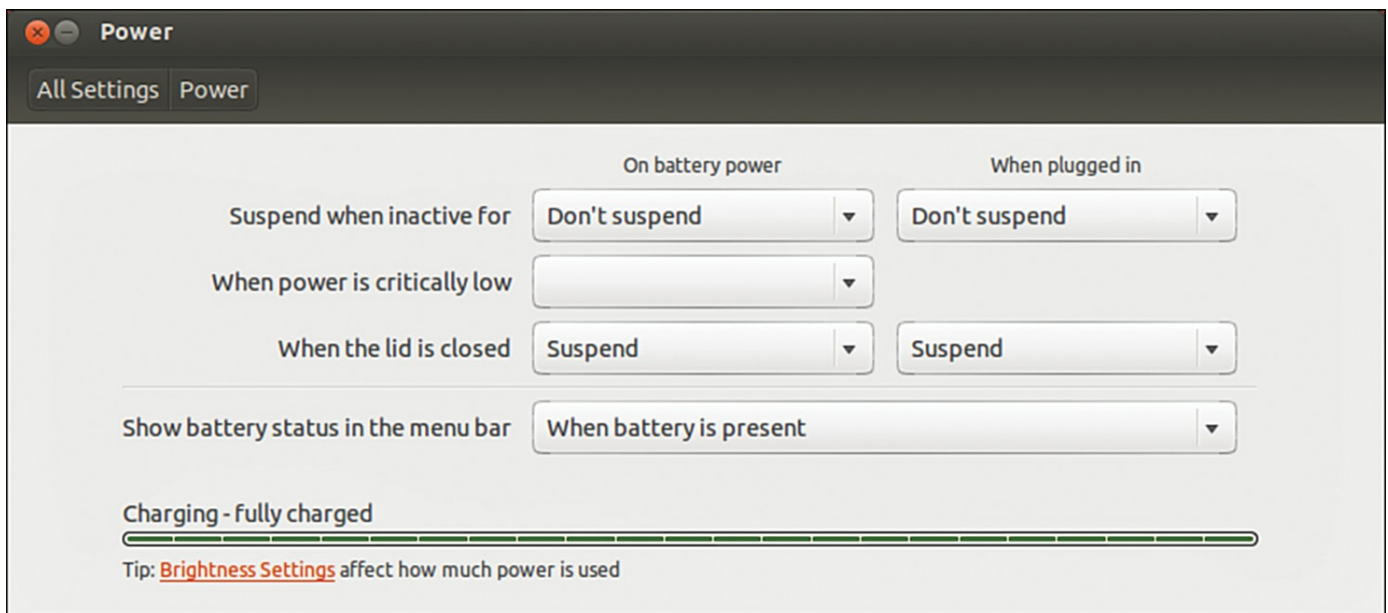 Power
All Settings Power
On battery power When plugged in
Suspend when inactive for Don't suspend Don't suspend
When power is critically low
When the lid is closed Suspend Suspend
Show battery status in the menu bar When battery is present
Charging - fully charged
Tip: Brightness Settings affect how much power is used